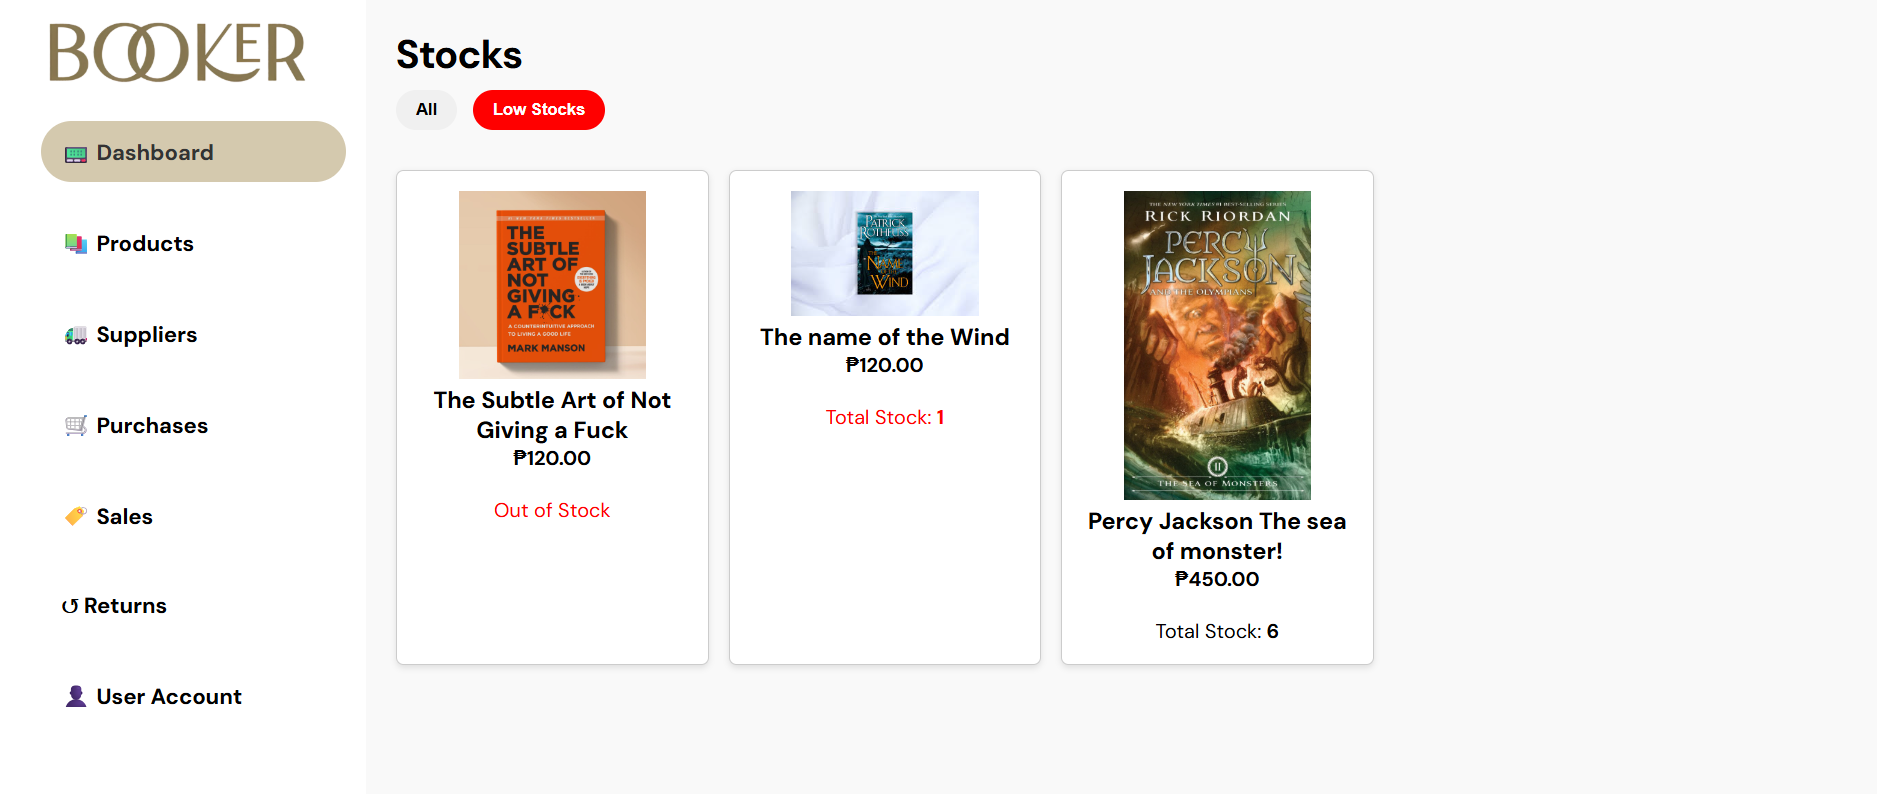 BOOKER
Dashboard
Products
Suppliers
Purchases
Sales
Returns
User Account
Stocks
All
Low Stocks
#1 NEW YORK TIMES BESTSELLER
THE
SUBTLE
ART OF
NOT
GIVING
A F*CK
A COUNTERINTUITIVE APPROACH
TO LIVING A GOOD LIFE
MARK MANSON
The Subtle Art of Not
Giving a Fuck
₱120.00
Out of Stock
PATRICK
ROTHFUSS
THE
NAME
OF THE
WIND
The name of the Wind
₱120.00
Total Stock: 1
THE NEW YORK TIMES #1 BEST-SELLING SERIES
RICK RIORDAN
PERCY
JACKSON
AND THE OLYMPIANS
II
THE SEA OF MONSTERS
Percy Jackson The sea
of monster!
₱450.00
Total Stock: 6